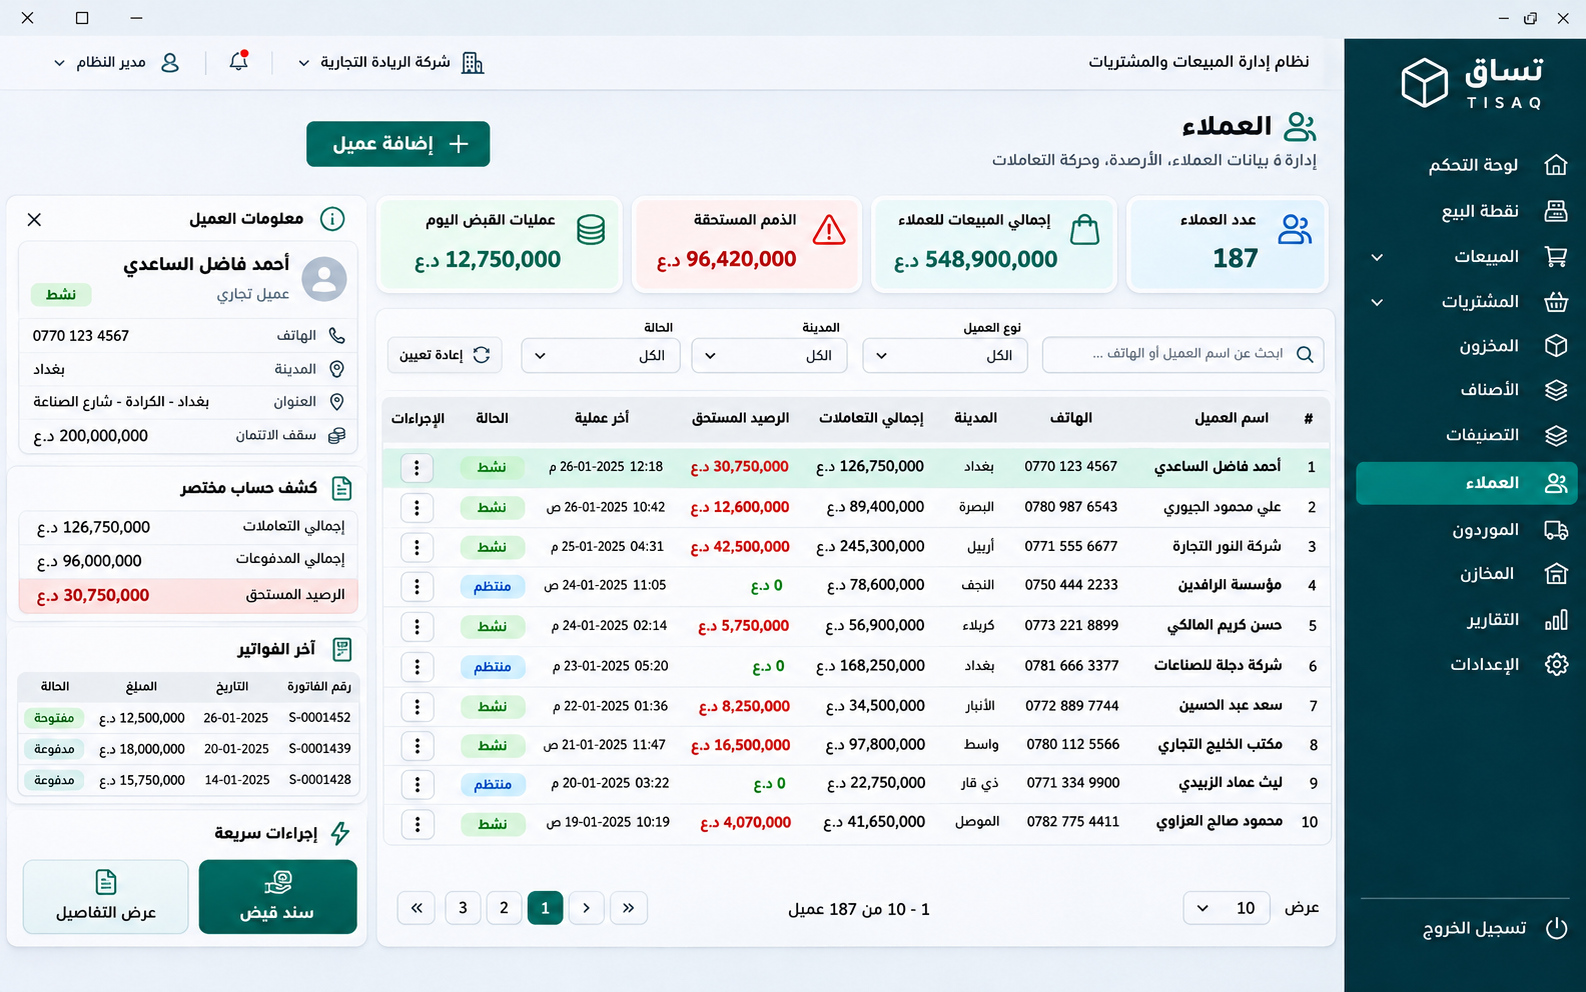 تساق
TISAQ
لوحة التحكم
نقطة البيع
المبيعات
المشتريات
المخزون
الأصناف
التصنيفات
العملاء
الموردون
المخازن
التقارير
الإعدادات
تسجيل الخروج
نظام إدارة المبيعات والمشتريات
شركة الريادة التجارية
مدير النظام
العملاء
إدارة بيانات العملاء، الأرصدة، وحركة التعاملات
إضافة عميل
عدد العملاء
187
إجمالي المبيعات للعملاء
548,900,000 د.ع
الذمم المستحقة
96,420,000 د.ع
عمليات القبض اليوم
12,750,000 د.ع
ابحث عن اسم العميل أو الهاتف ...
نوع العميل
الكل
المدينة
الكل
الحالة
الكل
إعادة تعيين
# اسم العميل الهاتف المدينة إجمالي التعاملات الرصيد المستحق أخر عملية الحالة الإجراءات
1 أحمد فاضل الساعدي 0770 123 4567 بغداد 126,750,000 د.ع 30,750,000 د.ع 26-01-2025 12:18 م نشط
2 علي محمود الجبوري 0780 987 6543 البصرة 89,400,000 د.ع 12,600,000 د.ع 26-01-2025 10:42 ص نشط
3 شركة النور التجارة 0771 555 6677 أربيل 245,300,000 د.ع 42,500,000 د.ع 25-01-2025 04:31 م نشط
4 مؤسسة الرافدين 0750 444 2233 النجف 78,600,000 د.ع 0 د.ع 24-01-2025 11:05 ص منتظم
5 حسن كريم المالكي 0773 221 8899 كربلاء 56,900,000 د.ع 5,750,000 د.ع 24-01-2025 02:14 م نشط
6 شركة دجلة للصناعات 0781 666 3377 بغداد 168,250,000 د.ع 0 د.ع 23-01-2025 05:20 م منتظم
7 سعد عبد الحسين 0772 889 7744 الأنبار 34,500,000 د.ع 8,250,000 د.ع 22-01-2025 01:36 م نشط
8 مكتب الخليج التجاري 0780 112 5566 واسط 97,800,000 د.ع 16,500,000 د.ع 21-01-2025 11:47 ص نشط
9 ليث عماد الزبيدي 0771 334 9900 ذي قار 22,750,000 د.ع 0 د.ع 20-01-2025 03:22 م منتظم
10 محمود صالح العزاوي 0782 775 4411 الموصل 41,650,000 د.ع 4,070,000 د.ع 19-01-2025 10:19 ص نشط
عرض 10
1 - 10 من 187 عميل
« ‹ 1 2 3 »
معلومات العميل
أحمد فاضل الساعدي
عميل تجاري
نشط
الهاتف 0770 123 4567
المدينة بغداد
العنوان بغداد - الكرادة - شارع الصناعة
سقف الائتمان 200,000,000 د.ع
كشف حساب مختصر
إجمالي التعاملات 126,750,000 د.ع
إجمالي المدفوعات 96,000,000 د.ع
الرصيد المستحق 30,750,000 د.ع
آخر الفواتير
رقم الفاتورة التاريخ المبلغ الحالة
S-0001452 26-01-2025 12,500,000 د.ع مفتوحة
S-0001439 20-01-2025 18,000,000 د.ع مدفوعة
S-0001428 14-01-2025 15,750,000 د.ع مدفوعة
إجراءات سريعة
سند قبض
عرض التفاصيل